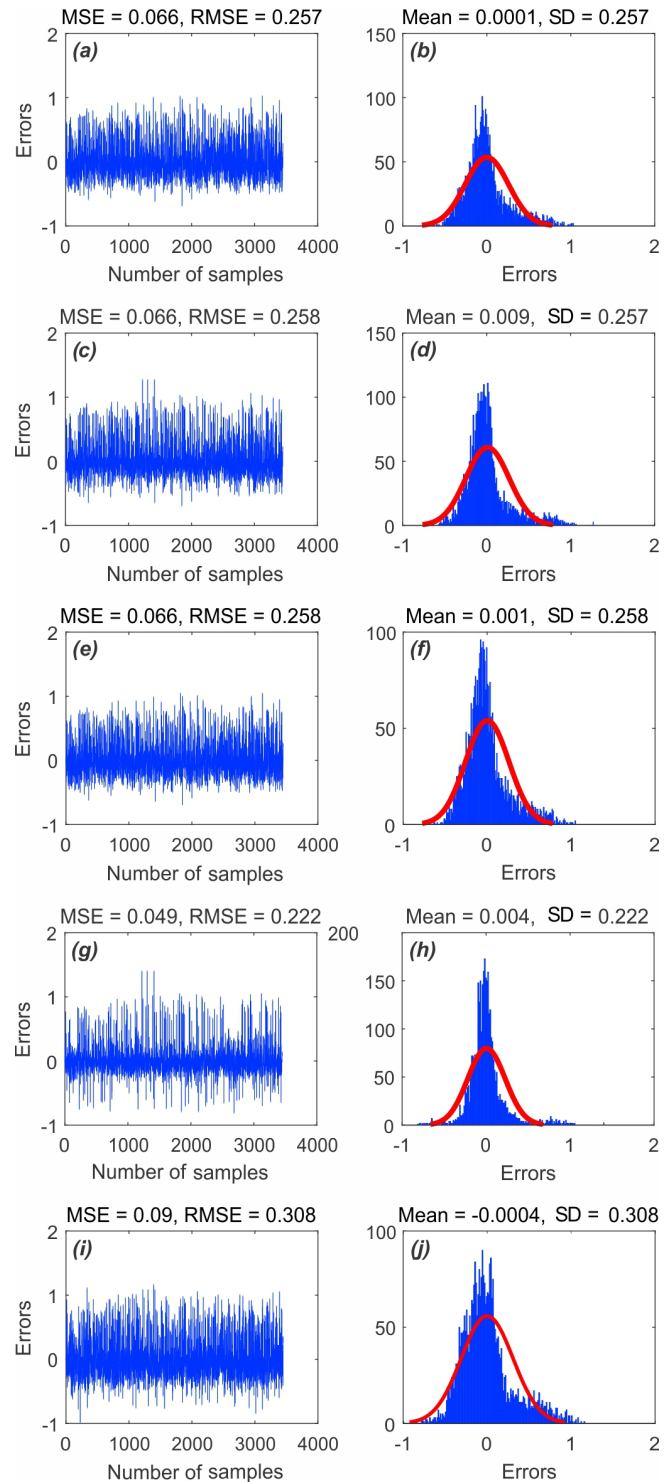 MSE = 0.066, RMSE = 0.257
Mean = 0.0001, SD = 0.257
(a)
2
1
0
-1
Errors
0 1000 2000 3000 4000
Number of samples
(b)
150
100
50
0
-1 0 1 2
Errors
MSE = 0.066, RMSE = 0.258
Mean = 0.009, SD = 0.257
(c)
2
1
0
-1
Errors
0 1000 2000 3000 4000
Number of samples
(d)
150
100
50
0
-1 0 1 2
Errors
MSE = 0.066, RMSE = 0.258
Mean = 0.001, SD = 0.258
(e)
2
1
0
-1
Errors
0 1000 2000 3000 4000
Number of samples
(f)
100
50
0
-1 0 1 2
Errors
MSE = 0.049, RMSE = 0.222
Mean = 0.004, SD = 0.222
(g)
2
1
0
-1
Errors
0 1000 2000 3000 4000
Number of samples
(h)
200
150
100
50
0
-1 0 1 2
Errors
MSE = 0.09, RMSE = 0.308
Mean = -0.0004, SD = 0.308
(i)
2
1
0
-1
Errors
0 1000 2000 3000 4000
Number of samples
(j)
100
50
0
-1 0 1 2
Errors